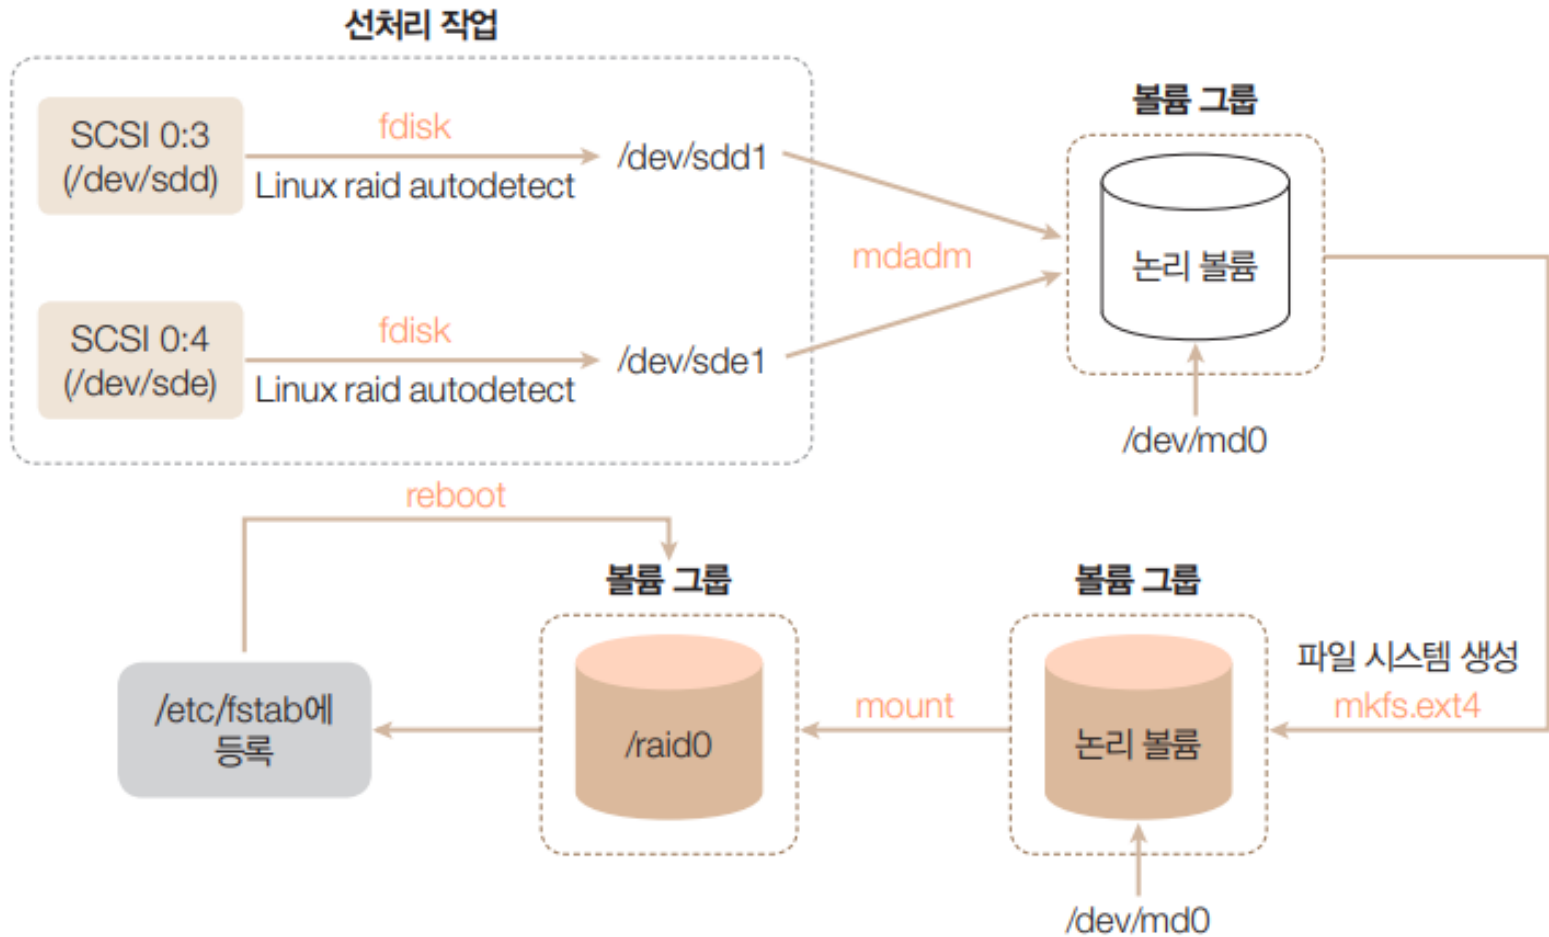 선처리 작업
SCSI 0:3
(/dev/sdd)
fdisk
Linux raid autodetect
/dev/sdd1
SCSI 0:4
(/dev/sde)
fdisk
Linux raid autodetect
/dev/sde1
mdadm
볼륨 그룹
논리 볼륨
/dev/md0
파일 시스템 생성
mkfs.ext4
볼륨 그룹
논리 볼륨
/dev/md0
mount
볼륨 그룹
/raid0
/etc/fstab에
등록
reboot